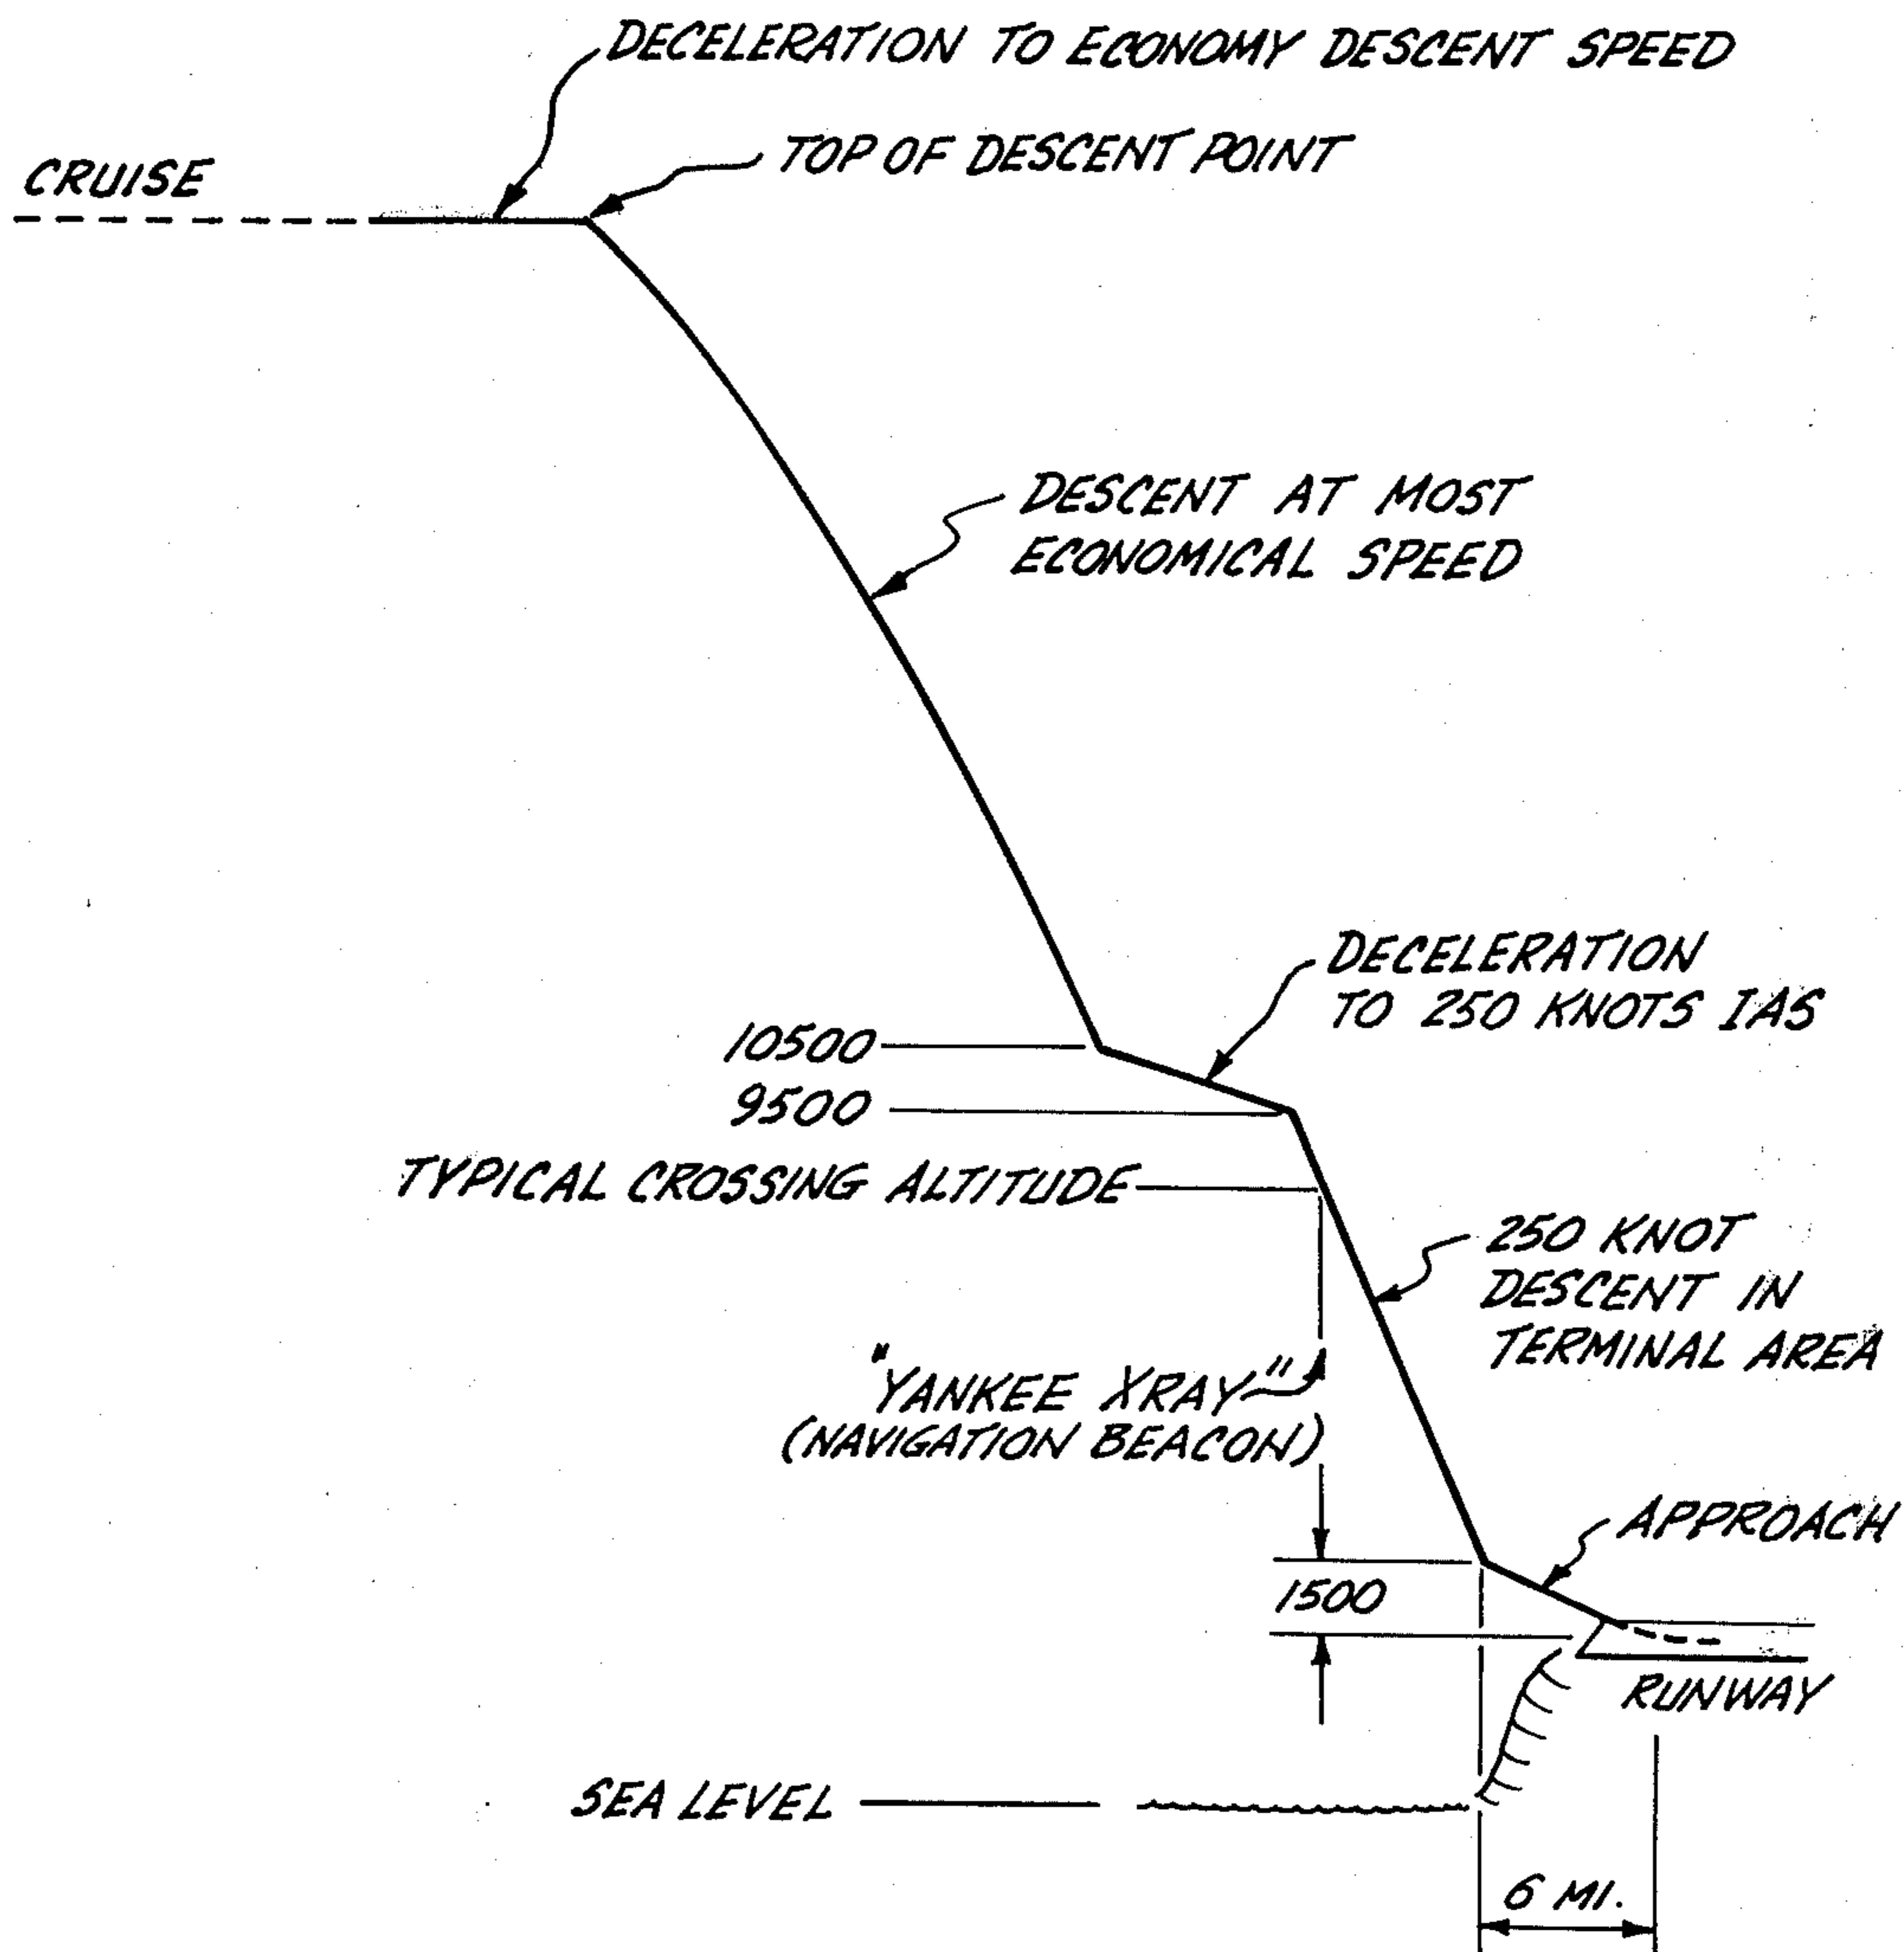 DECELERATION TO ECONOMY DESCENT SPEED
TOP OF DESCENT POINT
CRUISE
DESCENT AT MOST
ECONOMICAL SPEED
DECELERATION
TO 250 KNOTS IAS
10500
9500
TYPICAL CROSSING ALTITUDE
250 KNOT
DESCENT IN
TERMINAL AREA
"YANKEE XRAY"
(NAVIGATION BEACON)
APPROACH
1500
RUNWAY
SEA LEVEL
6 MI.